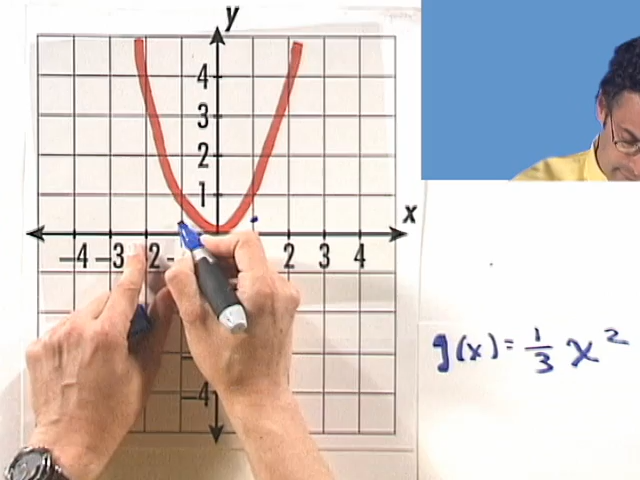 y
4
3
2
1
x
–4 –3 –2 – 2 3 4
–4
g(x) = 1/3 x²